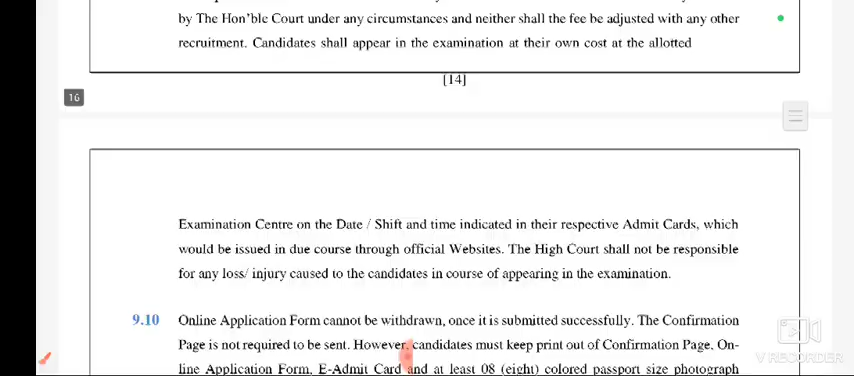 by The Hon'ble Court under any circumstances and neither shall the fee be adjusted with any other
recruitment. Candidates shall appear in the examination at their own cost at the allotted
[14]
16
Examination Centre on the Date / Shift and time indicated in their respective Admit Cards, which
would be issued in due course through official Websites. The High Court shall not be responsible
for any loss/ injury caused to the candidates in course of appearing in the examination.
9.10 Online Application Form cannot be withdrawn, once it is submitted successfully. The Confirmation
Page is not required to be sent. However, candidates must keep print out of Confirmation Page, On-
line Application Form, E-Admit Card and at least 08 (eight) colored passport size photograph
V RECORDER